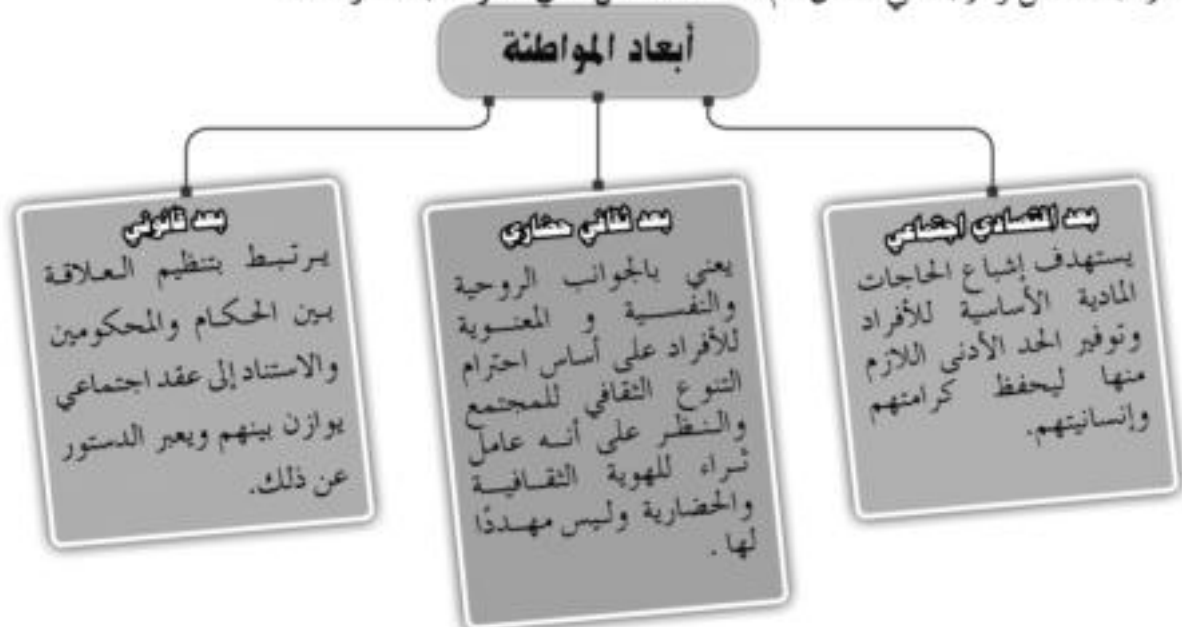 أبعاد المواطنة
بعد اقتصادي اجتماعي
يستهدف إشباع الحاجات
المادية الأساسية للأفراد
وتوفير الحد الأدنى اللازم
منها ليحفظ كرامتهم
وإنسانيتهم.
بعد ثقافي حضاري
يعني بالجوانب الروحية
والنفسية و المعنوية
للأفراد على أساس احترام
التنوع الثقافي للمجتمع
والنظر على أنه عامل
ثراء للهوية الثقافية
والحضارية وليس مهددًا
لها .
بعد قانوني
يرتبط بتنظيم العلاقة
بين الحكام والمحكومين
والاستناد إلى عقد اجتماعي
يوازن بينهم ويعبر الدستور
عن ذلك.